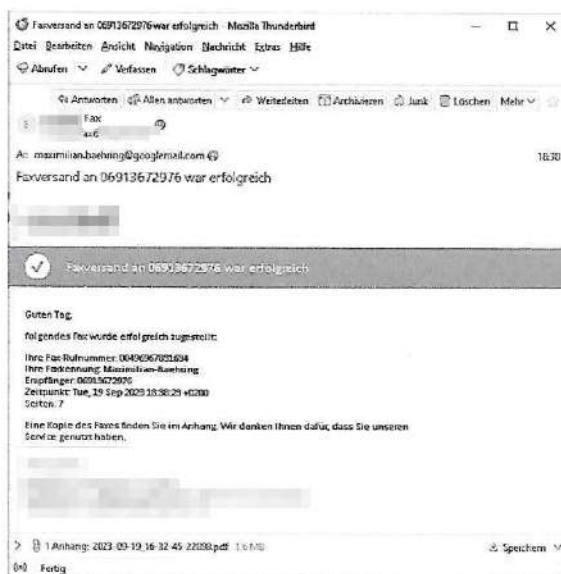 Faxversand an 06913672976 war erfolgreich - Mozilla Thunderbird
Datei Bearbeiten Ansicht Navigation Nachricht Extras Hilfe
Abrufen Verfassen Schlagwörter
Antworten Allen antworten Weiterleiten Archivieren Junk Löschen Mehr
Fax
An maximilian.baehring@googlemail.com
Faxversand an 06913672976 war erfolgreich
Faxversand an 06913672976 war erfolgreich
Guten Tag,
folgendes Fax wurde erfolgreich zugestellt:
Ihre Fax-Rufnummer:
Ihre Faxkennung: Maximilian-Baehring
Empfänger: 06913672976
Zeitpunkt: Tue, 19 Sep 2023 18:38:29 +0200
Seiten: 7
Eine Kopie des Faxes finden Sie im Anhang. Wir danken Ihnen dafür, dass Sie unseren
Service genutzt haben.
1 Anhang: 2023-09-19_16-32-45-22098.pdf 1.6 MB Speichern
Fertig